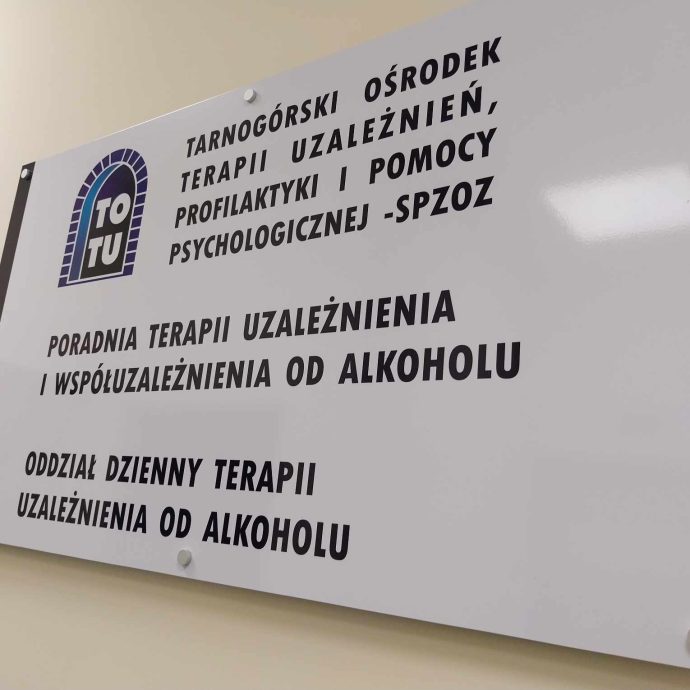 TO
TU
TARNOGÓRSKI OŚRODEK
TERAPII UZALEŻNIEŃ,
PROFILAKTYKI I POMOCY
PSYCHOLOGICZNEJ -SPZOZ
PORADNIA TERAPII UZALEŻNIENIA
I WSPÓŁUZALEŻNIENIA OD ALKOHOLU
ODDZIAŁ DZIENNY TERAPII
UZALEŻNIENIA OD ALKOHOLU